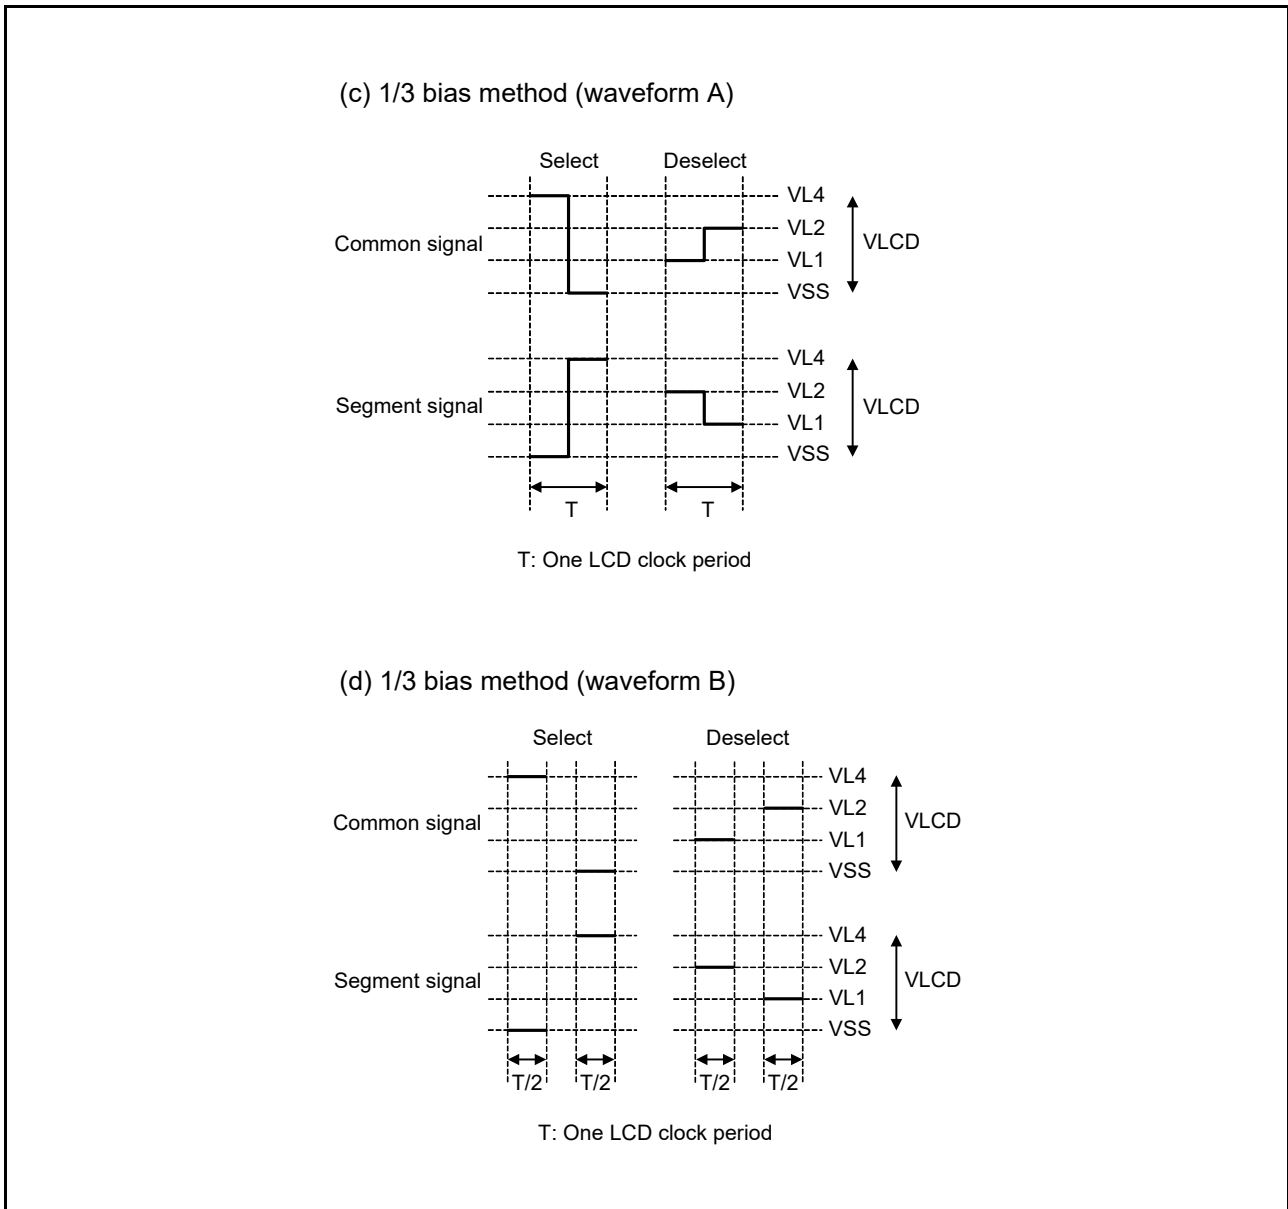 (c) 1/3 bias method (waveform A)
Select Deselect
VL4
VL2
Common signal VLCD
VL1
VSS
VL4
VL2
Segment signal VLCD
VL1
VSS
T T
T: One LCD clock period
(d) 1/3 bias method (waveform B)
Select Deselect
VL4
VL2
Common signal VLCD
VL1
VSS
VL4
VL2
Segment signal VLCD
VL1
VSS
T/2 T/2 T/2 T/2
T: One LCD clock period